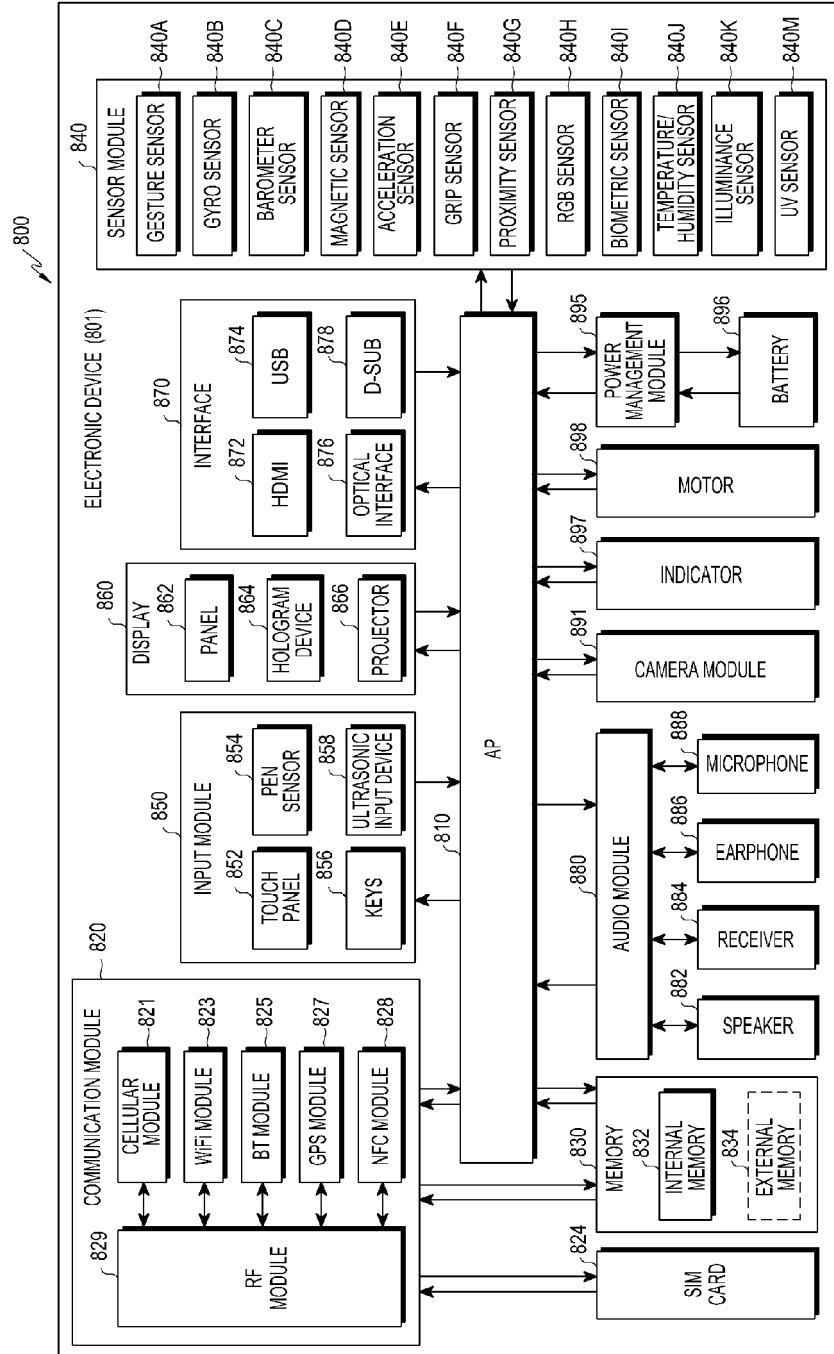 800
ELECTRONIC DEVICE (801)
820
COMMUNICATION MODULE
829
RF
MODULE
821
CELLULAR
MODULE
823
WiFi MODULE
825
BT MODULE
827
GPS MODULE
828
NFC MODULE
850
INPUT MODULE
852
TOUCH
PANEL
854
PEN
SENSOR
856
KEYS
858
ULTRASONIC
INPUT DEVICE
860
DISPLAY
862
PANEL
864
HOLOGRAM
DEVICE
866
PROJECTOR
870
INTERFACE
872
HDMI
874
USB
876
OPTICAL
INTERFACE
878
D-SUB
840
SENSOR MODULE
GESTURE SENSOR
840A
GYRO SENSOR
840B
BAROMETER
SENSOR
840C
MAGNETIC SENSOR
840D
ACCELERATION
SENSOR
840E
GRIP SENSOR
840F
PROXIMITY SENSOR
840G
RGB SENSOR
840H
BIOMETRIC SENSOR
840I
TEMPERATURE/
HUMIDITY SENSOR
840J
ILLUMINANCE
SENSOR
840K
UV SENSOR
840M
810
AP
824
SIM
CARD
830
MEMORY
832
INTERNAL
MEMORY
834
EXTERNAL
MEMORY
880
AUDIO MODULE
882
SPEAKER
884
RECEIVER
886
EARPHONE
888
MICROPHONE
891
CAMERA MODULE
897
INDICATOR
898
MOTOR
895
POWER
MANAGEMENT
MODULE
896
BATTERY